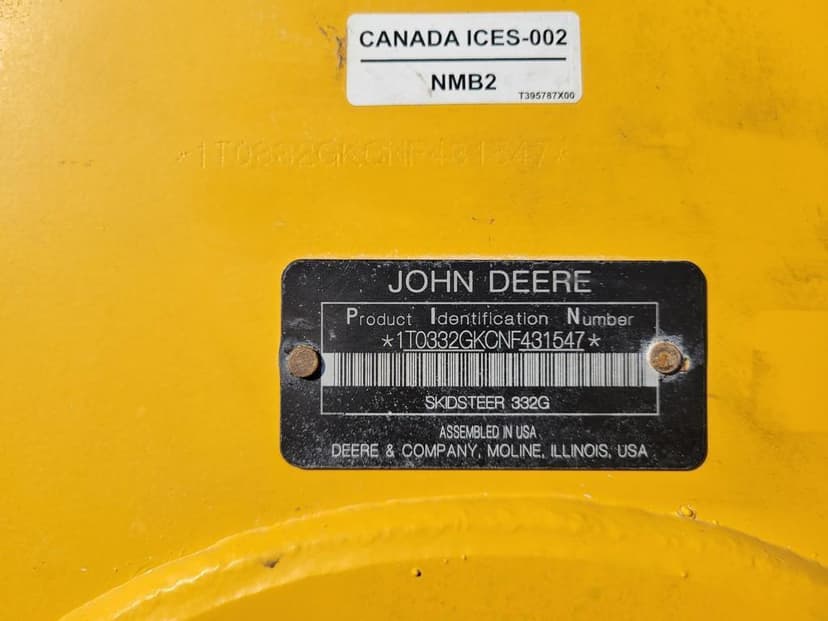 CANADA ICES-002
NMB2
T395787X00
*1T0332GKCNF431547*
JOHN DEERE
Product Identification Number
*1T0332GKCNF431547*
SKIDSTEER 332G
ASSEMBLED IN USA
DEERE & COMPANY, MOLINE, ILLINOIS, USA